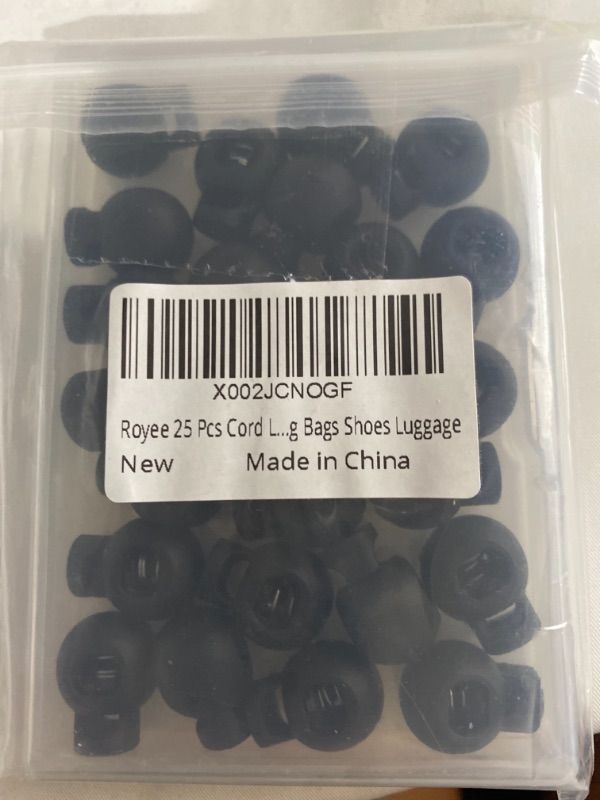 X002JCNOGF
Royee 25 Pcs Cord L...g Bags Shoes Luggage
New Made in China